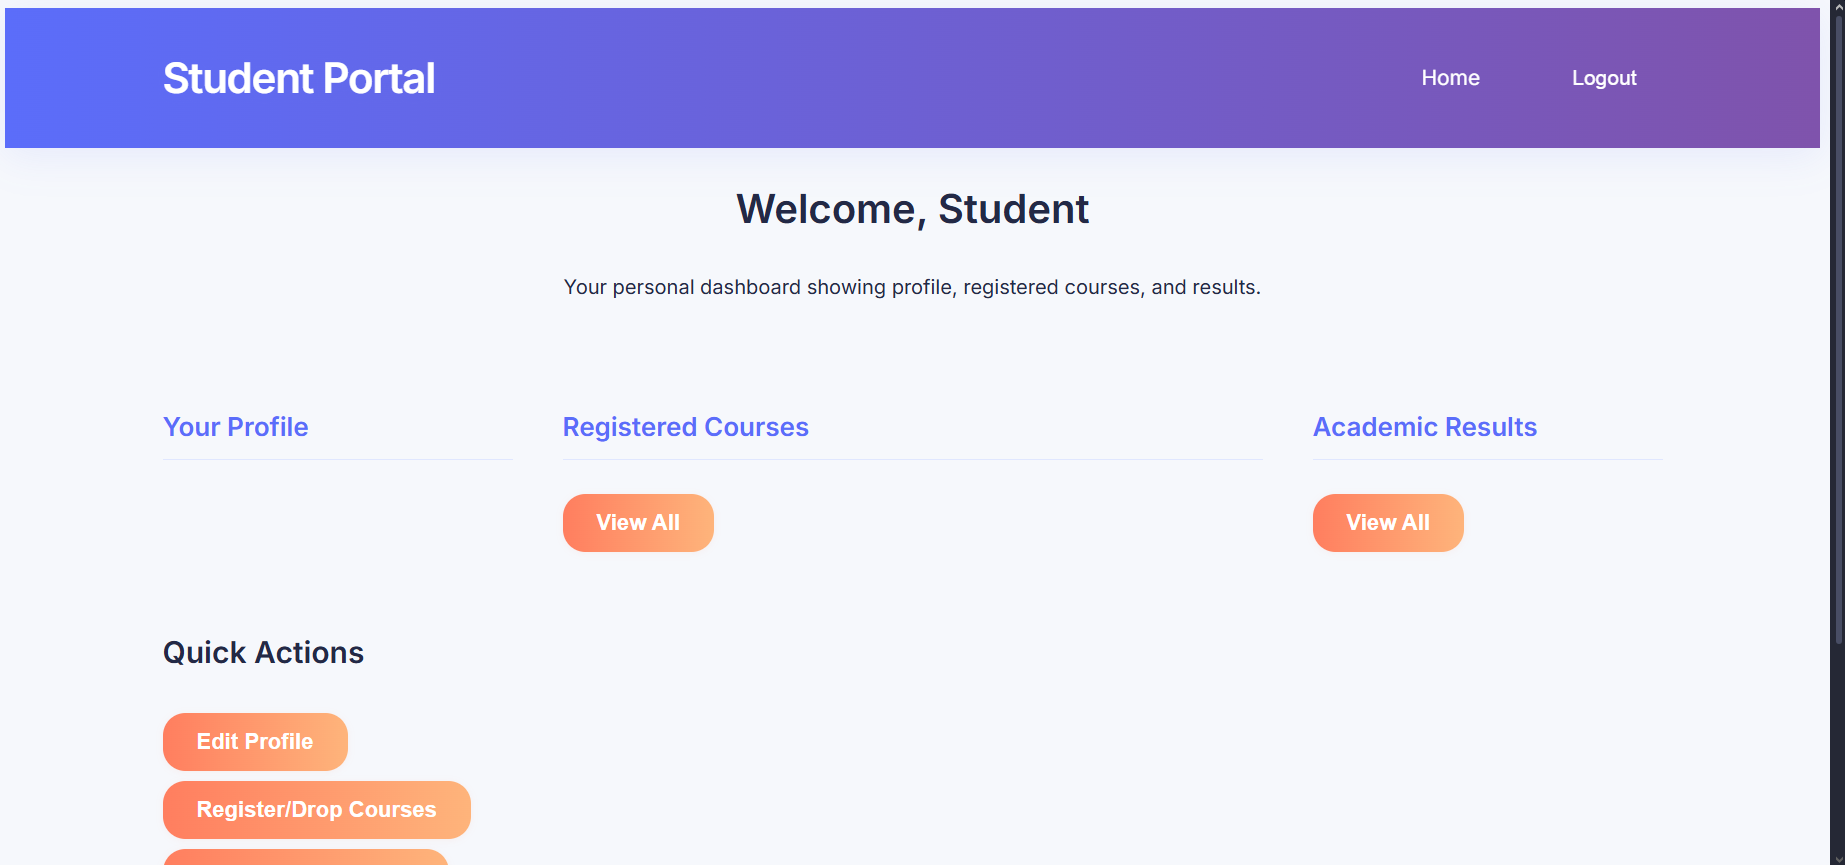 Student Portal
Home
Logout
Welcome, Student
Your personal dashboard showing profile, registered courses, and results.
Your Profile
Registered Courses
View All
Academic Results
View All
Quick Actions
Edit Profile
Register/Drop Courses